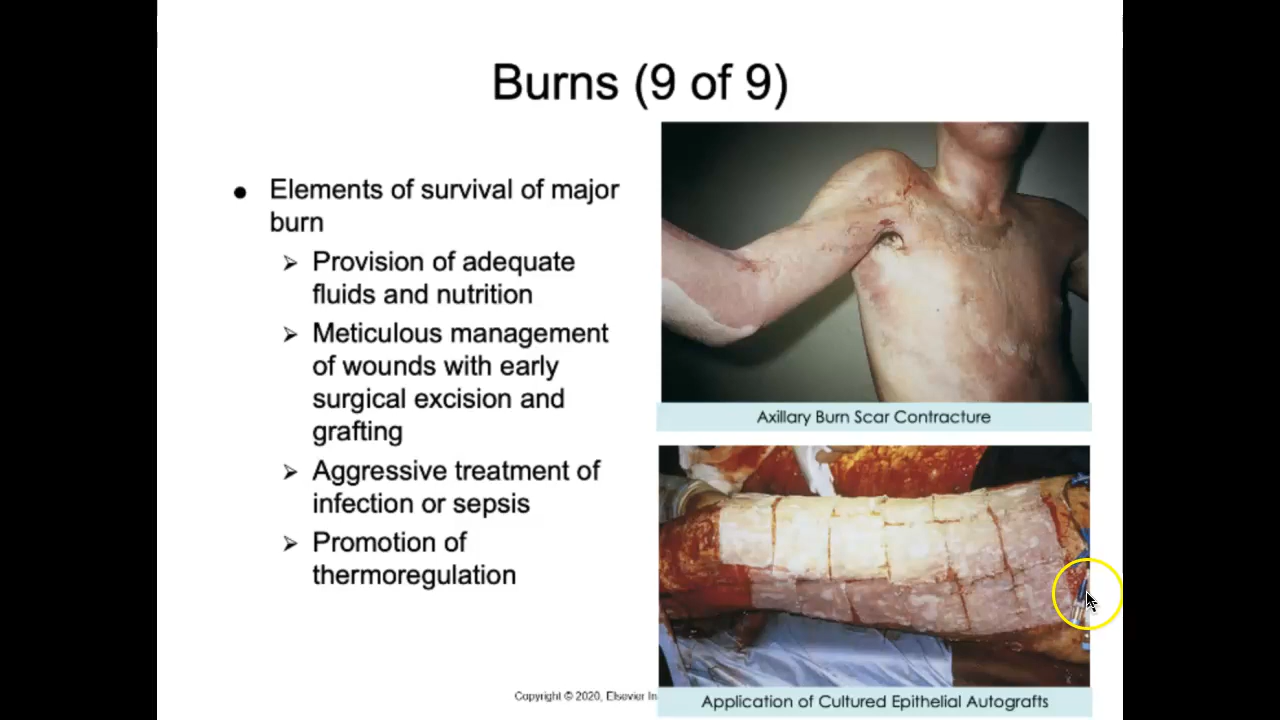 Burns (9 of 9)
● Elements of survival of major
burn
➢ Provision of adequate
fluids and nutrition
➢ Meticulous management
of wounds with early
surgical excision and
grafting
➢ Aggressive treatment of
infection or sepsis
➢ Promotion of
thermoregulation
Axillary Burn Scar Contracture
Copyright © 2020, Elsevier In
Application of Cultured Epithelial Autografts